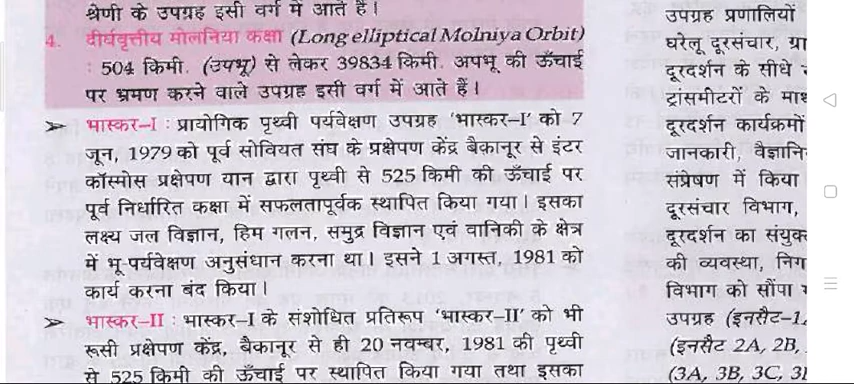 श्रेणी के उपग्रह इसी वर्ग में आते हैं।
4. दीर्घवृत्तीय मोलनिया कक्षा (Long elliptical Molniya Orbit)
: 504 किमी. (उपभू) से लेकर 39834 किमी. अपभू की ऊँचाई
पर भ्रमण करने वाले उपग्रह इसी वर्ग में आते हैं।
➢ भास्कर–I : प्रायोगिक पृथ्वी पर्यवेक्षण उपग्रह 'भास्कर–I' को 7
जून, 1979 को पूर्व सोवियत संघ के प्रक्षेपण केंद्र बैकानूर से इंटर
कॉस्मोस प्रक्षेपण यान द्वारा पृथ्वी से 525 किमी की ऊँचाई पर
पूर्व निर्धारित कक्षा में सफलतापूर्वक स्थापित किया गया। इसका
लक्ष्य जल विज्ञान, हिम गलन, समुद्र विज्ञान एवं वानिकी के क्षेत्र
में भू-पर्यवेक्षण अनुसंधान करना था। इसने 1 अगस्त, 1981 को
कार्य करना बंद किया।
➢ भास्कर–II : भास्कर–I के संशोधित प्रतिरूप 'भास्कर–II' को भी
रूसी प्रक्षेपण केंद्र, बैकानूर से ही 20 नवम्बर, 1981 की पृथ्वी
से 525 किमी की ऊँचाई पर स्थापित किया गया तथा इसका
उपग्रह प्रणालियों
घरेलू दूरसंचार, ग्रा
दूरदर्शन के सीधे
ट्रांसमीटरों के माध
दूरदर्शन कार्यक्रमों
जानकारी, वैज्ञानि
संप्रेषण में किया
दूरसंचार विभाग,
दूरदर्शन का संयुक्
की व्यवस्था, निग
विभाग को सौंपा
उपग्रह (इनसैट–1
(इनसैट 2A, 2B,
(3A, 3B, 3C, 3